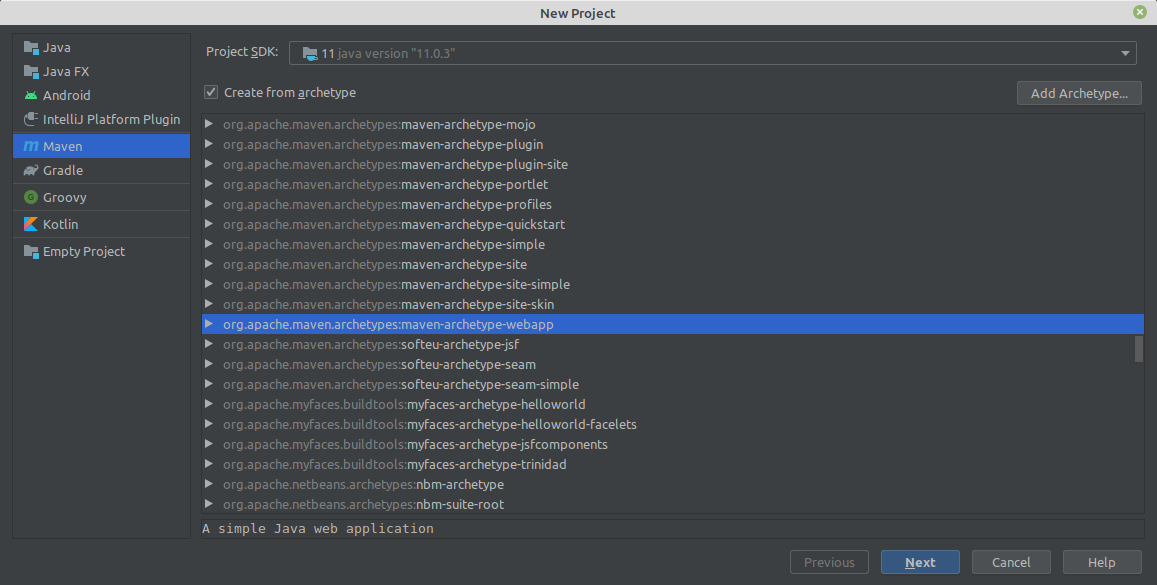 New Project
Java
Java FX
Android
IntelliJ Platform Plugin
m Maven
Gradle
G Groovy
Kotlin
Empty Project
Project SDK: 11 java version "11.0.3"
Create from archetype
Add Archetype...
org.apache.maven.archetypes:maven-archetype-mojo
org.apache.maven.archetypes:maven-archetype-plugin
org.apache.maven.archetypes:maven-archetype-plugin-site
org.apache.maven.archetypes:maven-archetype-portlet
org.apache.maven.archetypes:maven-archetype-profiles
org.apache.maven.archetypes:maven-archetype-quickstart
org.apache.maven.archetypes:maven-archetype-simple
org.apache.maven.archetypes:maven-archetype-site
org.apache.maven.archetypes:maven-archetype-site-simple
org.apache.maven.archetypes:maven-archetype-site-skin
org.apache.maven.archetypes:maven-archetype-webapp
org.apache.maven.archetypes:softeu-archetype-jsf
org.apache.maven.archetypes:softeu-archetype-seam
org.apache.maven.archetypes:softeu-archetype-seam-simple
org.apache.myfaces.buildtools:myfaces-archetype-helloworld
org.apache.myfaces.buildtools:myfaces-archetype-helloworld-facelets
org.apache.myfaces.buildtools:myfaces-archetype-jsfcomponents
org.apache.myfaces.buildtools:myfaces-archetype-trinidad
org.apache.netbeans.archetypes:nbm-archetype
org.apache.netbeans.archetypes:nbm-suite-root
A simple Java web application
Previous
Next
Cancel
Help